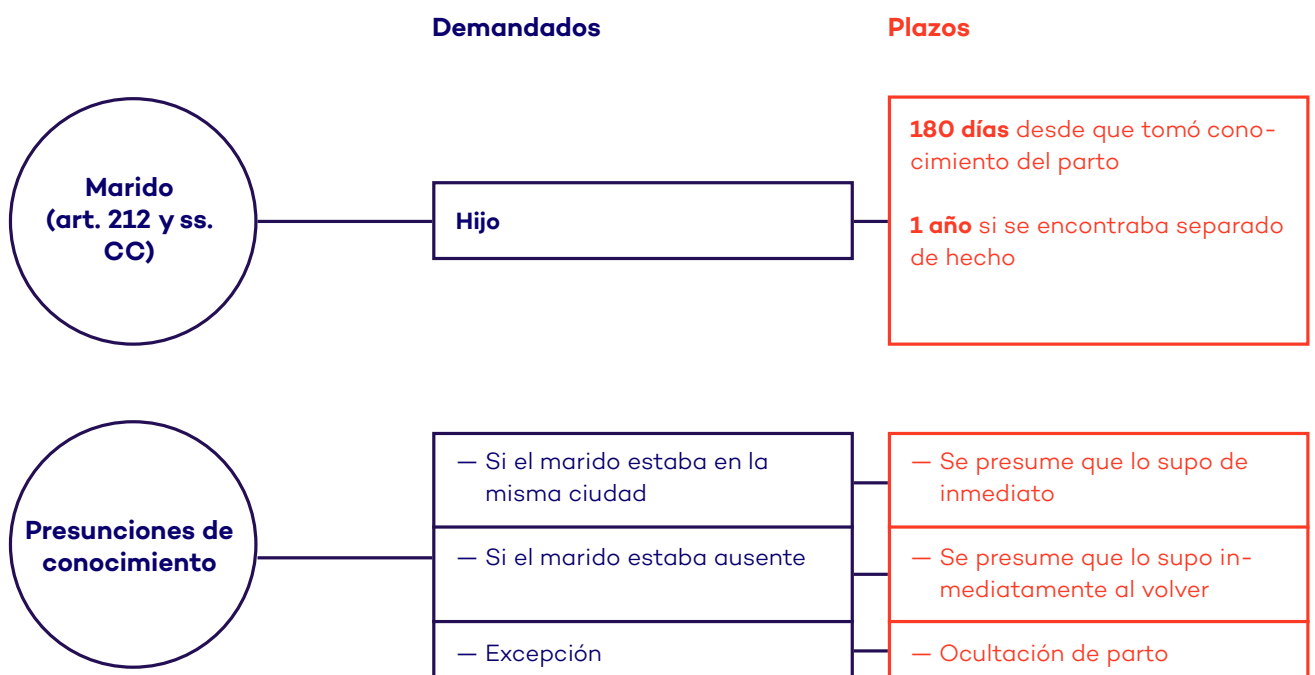 Demandados
Plazos
Marido
(art. 212 y ss.
CC)
Hijo
180 días desde que tomó cono-
cimiento del parto
1 año si se encontraba separado
de hecho
Presunciones de
conocimiento
— Si el marido estaba en la
misma ciudad
— Se presume que lo supo de
inmediato
— Si el marido estaba ausente
— Se presume que lo supo in-
mediatamente al volver
— Excepción
— Ocultación de parto